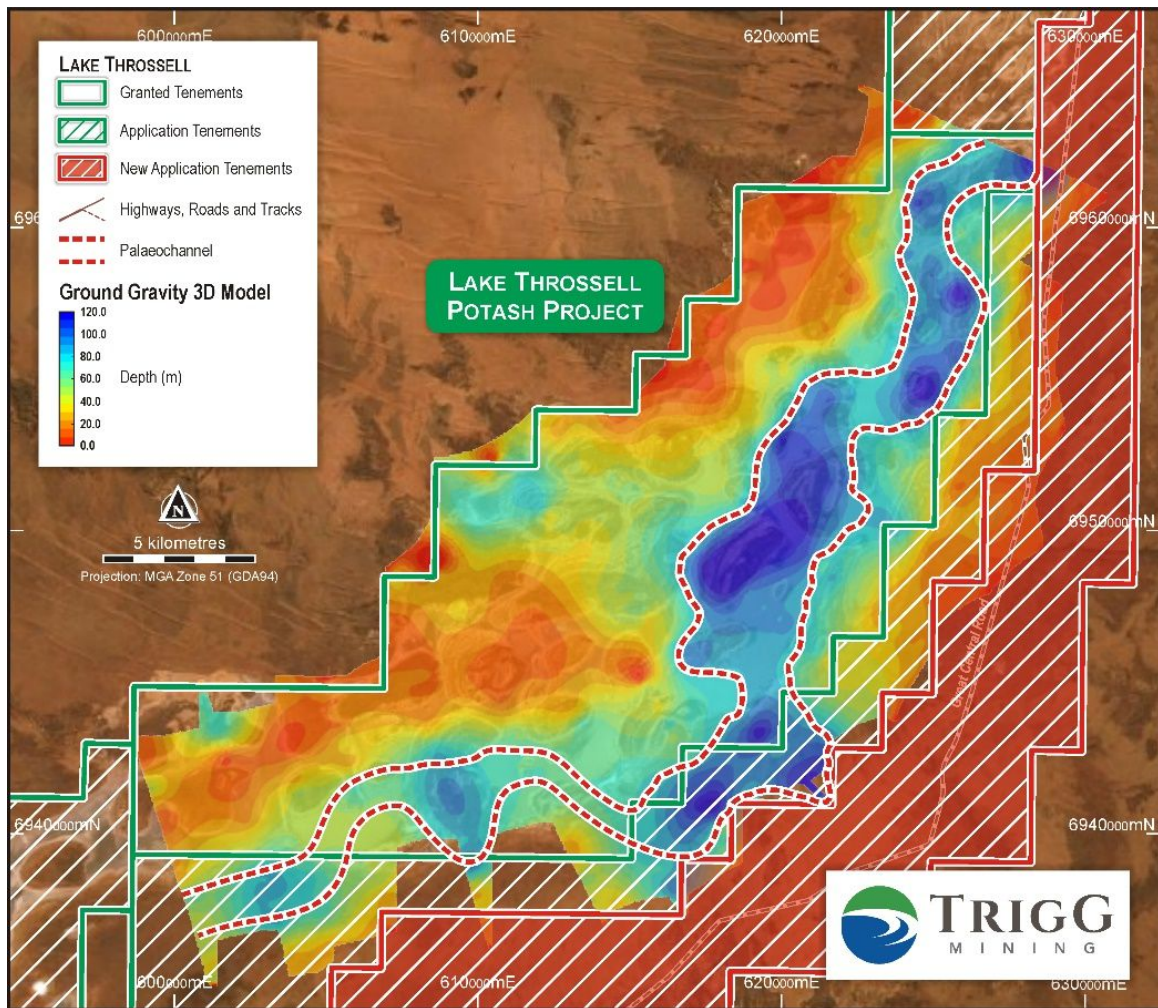 600000mE
610000mE
620000mE
630000mE
LAKE THROSSELL
Granted Tenements
Application Tenements
New Application Tenements
Highways, Roads and Tracks
Palaeochannel
Ground Gravity 3D Model
120.0
100.0
80.0
60.0
40.0
20.0
0.0
Depth (m)
696
6960000mN
LAKE THROSSELL
POTASH PROJECT
N
5 kilometres
Projection: MGA Zone 51 (GDA94)
6950000mN
Great Central Road
6940000mN
6940000mN
TRIGG
MINING
600000mE
610000mE
620000mE
630000mE